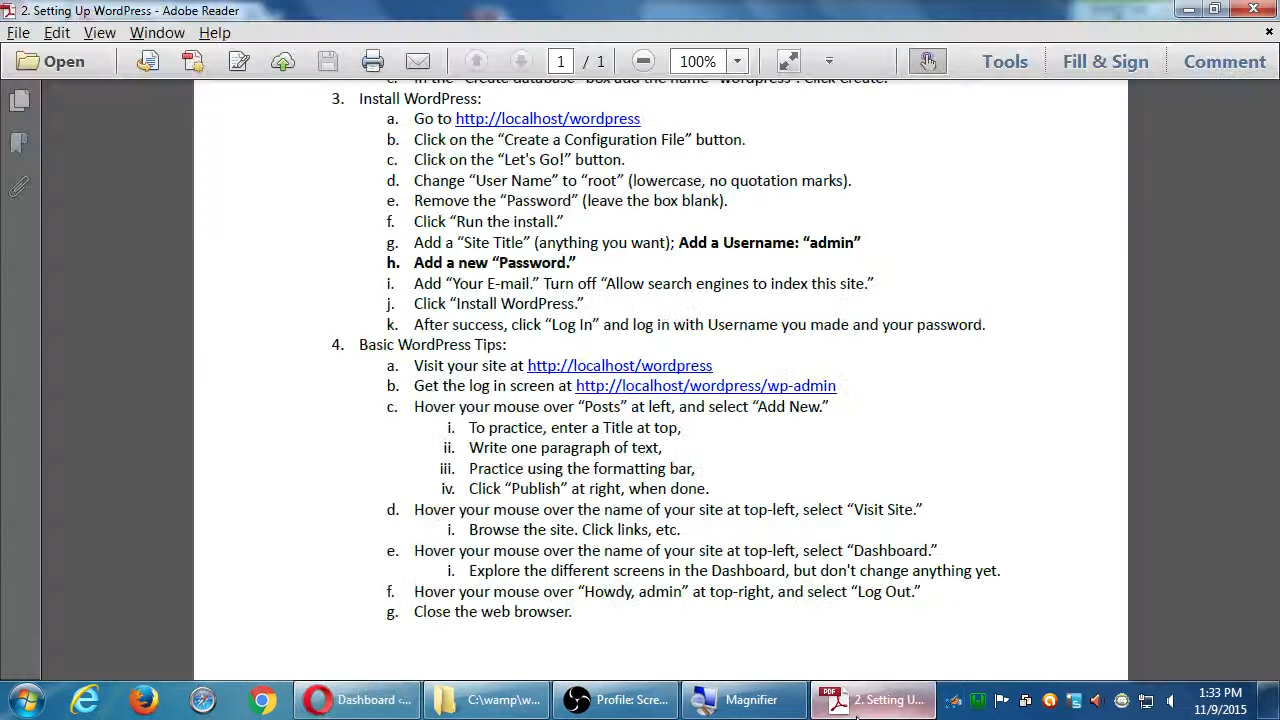 2. Setting Up WordPress - Adobe Reader
File Edit View Window Help
Open 1 / 1 100% Tools Fill & Sign Comment
3. Install WordPress:
a. Go to http://localhost/wordpress
b. Click on the “Create a Configuration File” button.
c. Click on the “Let's Go!” button.
d. Change “User Name” to “root” (lowercase, no quotation marks).
e. Remove the “Password” (leave the box blank).
f. Click “Run the install.”
g. Add a “Site Title” (anything you want); Add a Username: “admin”
h. Add a new “Password.”
i. Add “Your E-mail.” Turn off “Allow search engines to index this site.”
j. Click “Install WordPress.”
k. After success, click “Log In” and log in with Username you made and your password.
4. Basic WordPress Tips:
a. Visit your site at http://localhost/wordpress
b. Get the log in screen at http://localhost/wordpress/wp-admin
c. Hover your mouse over “Posts” at left, and select “Add New.”
i. To practice, enter a Title at top,
ii. Write one paragraph of text,
iii. Practice using the formatting bar,
iv. Click “Publish” at right, when done.
d. Hover your mouse over the name of your site at top-left, select “Visit Site.”
i. Browse the site. Click links, etc.
e. Hover your mouse over the name of your site at top-left, select “Dashboard.”
i. Explore the different screens in the Dashboard, but don't change anything yet.
f. Hover your mouse over “Howdy, admin” at top-right, and select “Log Out.”
g. Close the web browser.
Dashboard <... C:\wamp\w... Profile: Scre... Magnifier 2. Setting U... 1:33 PM
11/9/2015